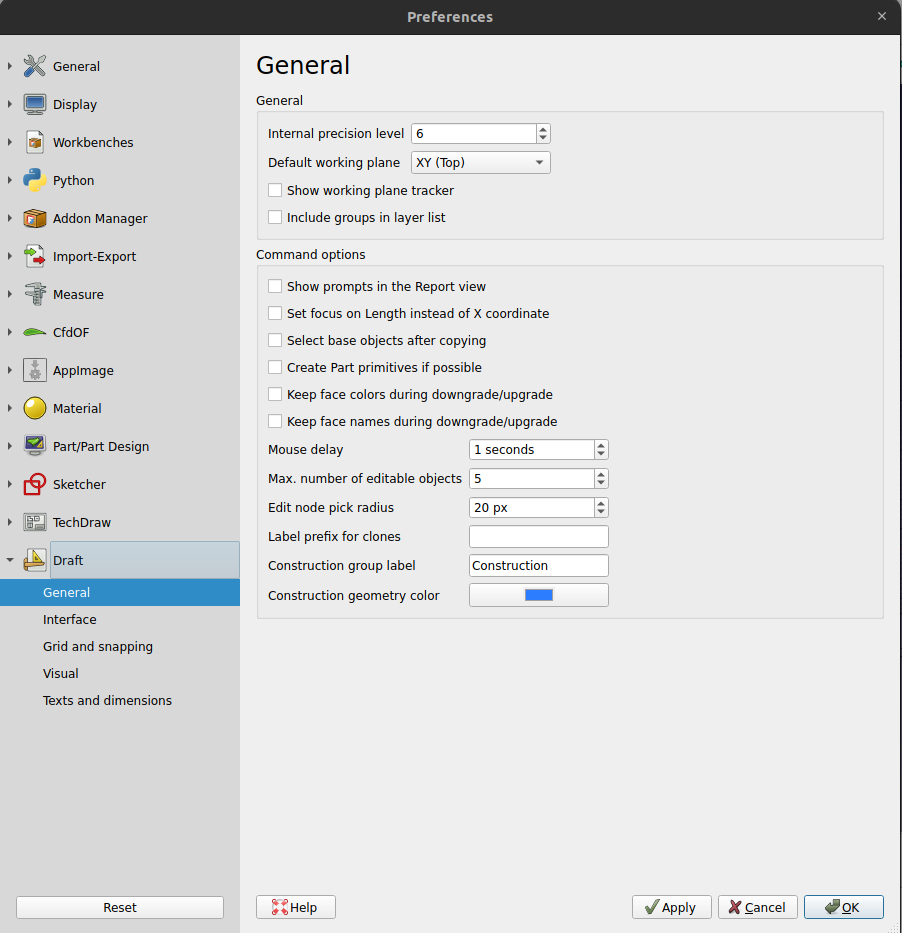 Preferences
General
Display
Workbenches
Python
Addon Manager
Import-Export
Measure
CfdOF
AppImage
Material
Part/Part Design
Sketcher
TechDraw
Draft
General
Interface
Grid and snapping
Visual
Texts and dimensions
Reset
General
General
Internal precision level 6
Default working plane XY (Top)
Show working plane tracker
Include groups in layer list
Command options
Show prompts in the Report view
Set focus on Length instead of X coordinate
Select base objects after copying
Create Part primitives if possible
Keep face colors during downgrade/upgrade
Keep face names during downgrade/upgrade
Mouse delay 1 seconds
Max. number of editable objects 5
Edit node pick radius 20 px
Label prefix for clones
Construction group label Construction
Construction geometry color
Help Apply Cancel OK